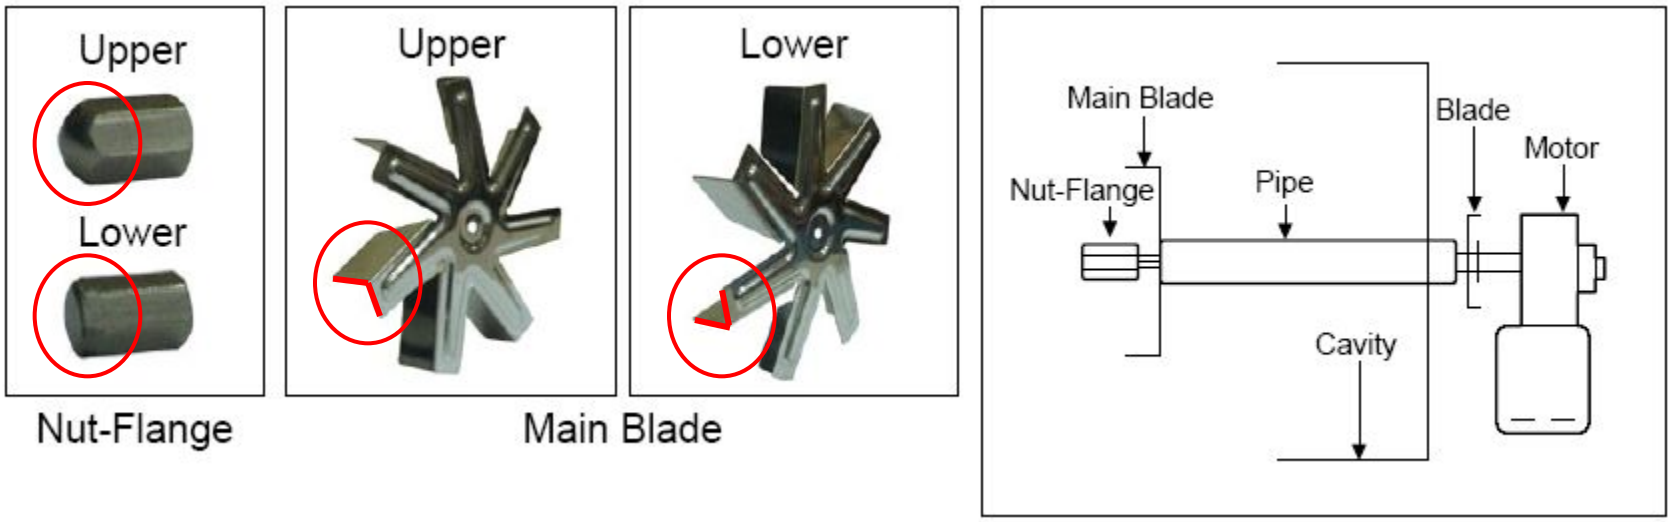 Upper
Lower
Nut-Flange
Upper
Lower
Main Blade
Main Blade
Nut-Flange
Pipe
Blade
Motor
Cavity